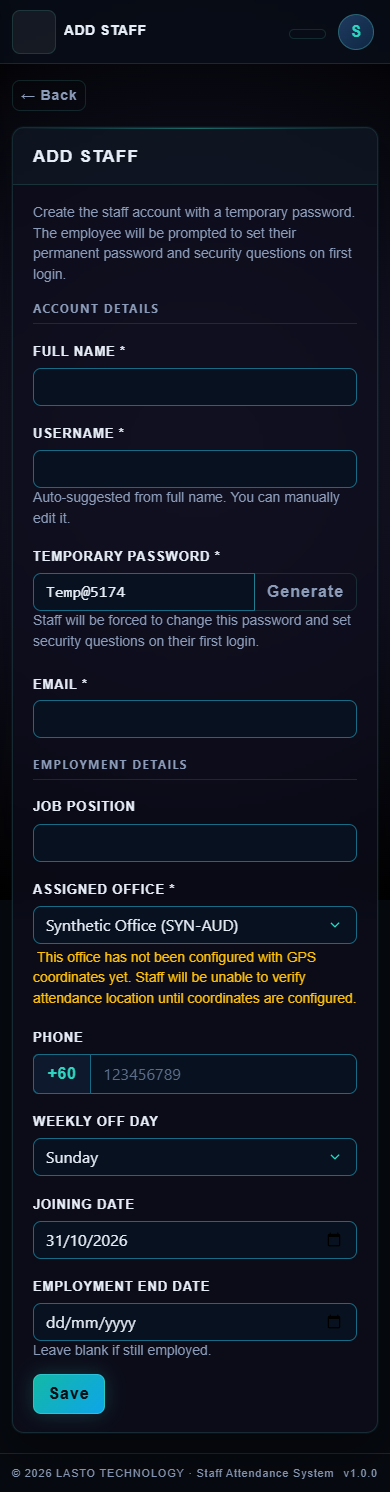 ADD STAFF
S
← Back
ADD STAFF
Create the staff account with a temporary password.
The employee will be prompted to set their
permanent password and security questions on first
login.
ACCOUNT DETAILS
FULL NAME *
USERNAME *
Auto-suggested from full name. You can manually
edit it.
TEMPORARY PASSWORD *
Temp@5174
Generate
Staff will be forced to change this password and set
security questions on their first login.
EMAIL *
EMPLOYMENT DETAILS
JOB POSITION
ASSIGNED OFFICE *
Synthetic Office (SYN-AUD)
This office has not been configured with GPS
coordinates yet. Staff will be unable to verify
attendance location until coordinates are configured.
PHONE
+60
123456789
WEEKLY OFF DAY
Sunday
JOINING DATE
31/10/2026
EMPLOYMENT END DATE
dd/mm/yyyy
Leave blank if still employed.
Save
© 2026 LASTO TECHNOLOGY · Staff Attendance System v1.0.0